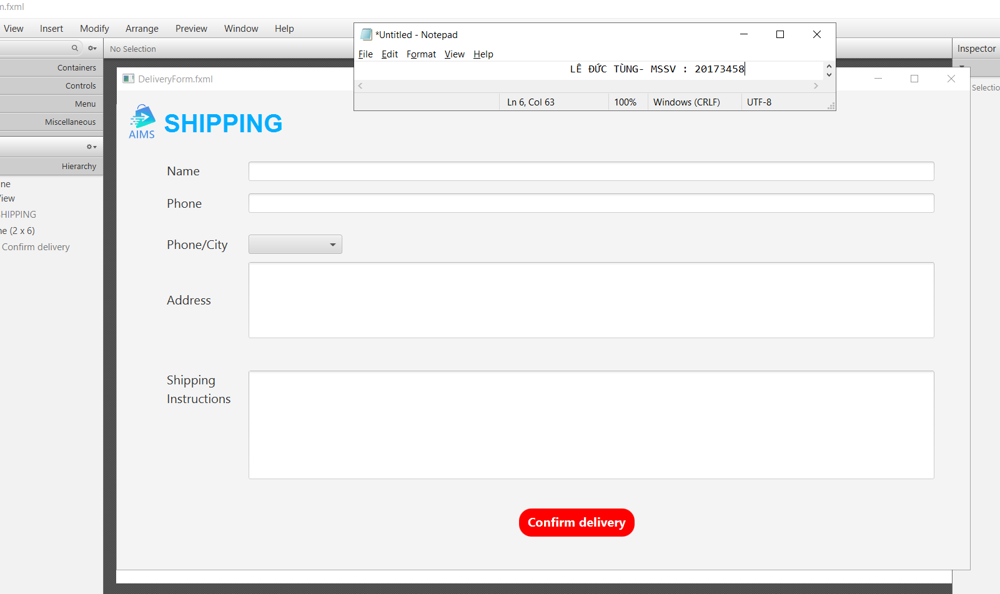 m.fxml
View Insert Modify Arrange Preview Window Help
No Selection
Containers
Controls
Menu
Miscellaneous
Hierarchy
ne
View
SHIPPING
ne (2 x 6)
Confirm delivery
*Untitled - Notepad
File Edit Format View Help
LÊ ĐỨC TÙNG- MSSV : 20173458
Ln 6, Col 63 100% Windows (CRLF) UTF-8
Inspector
Selectio
DeliveryForm.fxml
AIMS SHIPPING
Name
Phone
Phone/City
Address
Shipping
Instructions
Confirm delivery